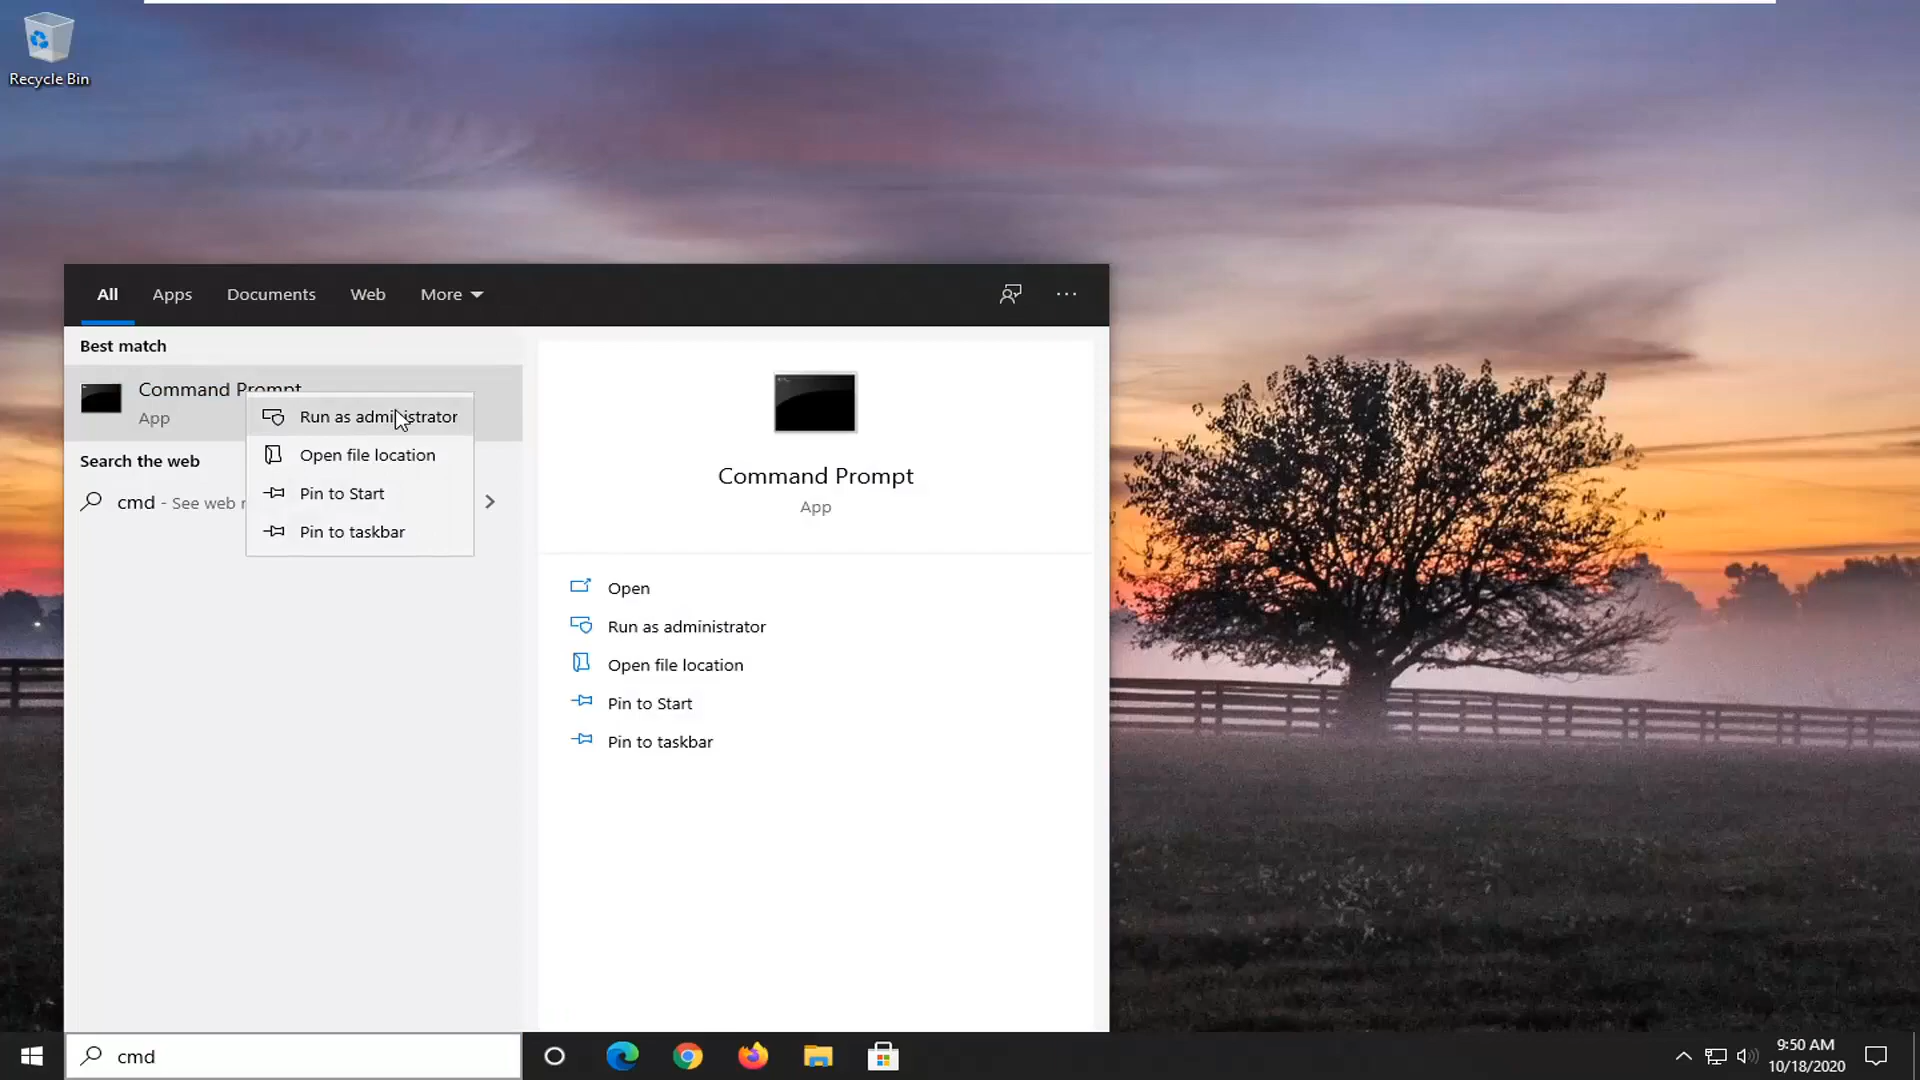 Recycle Bin
All Apps Documents Web More
Best match
Command Prompt
App
Run as administrator
Open file location
Pin to Start
Pin to taskbar
Search the web
cmd - See web
Command Prompt
App
Open
Run as administrator
Open file location
Pin to Start
Pin to taskbar
cmd
9:50 AM
10/18/2020